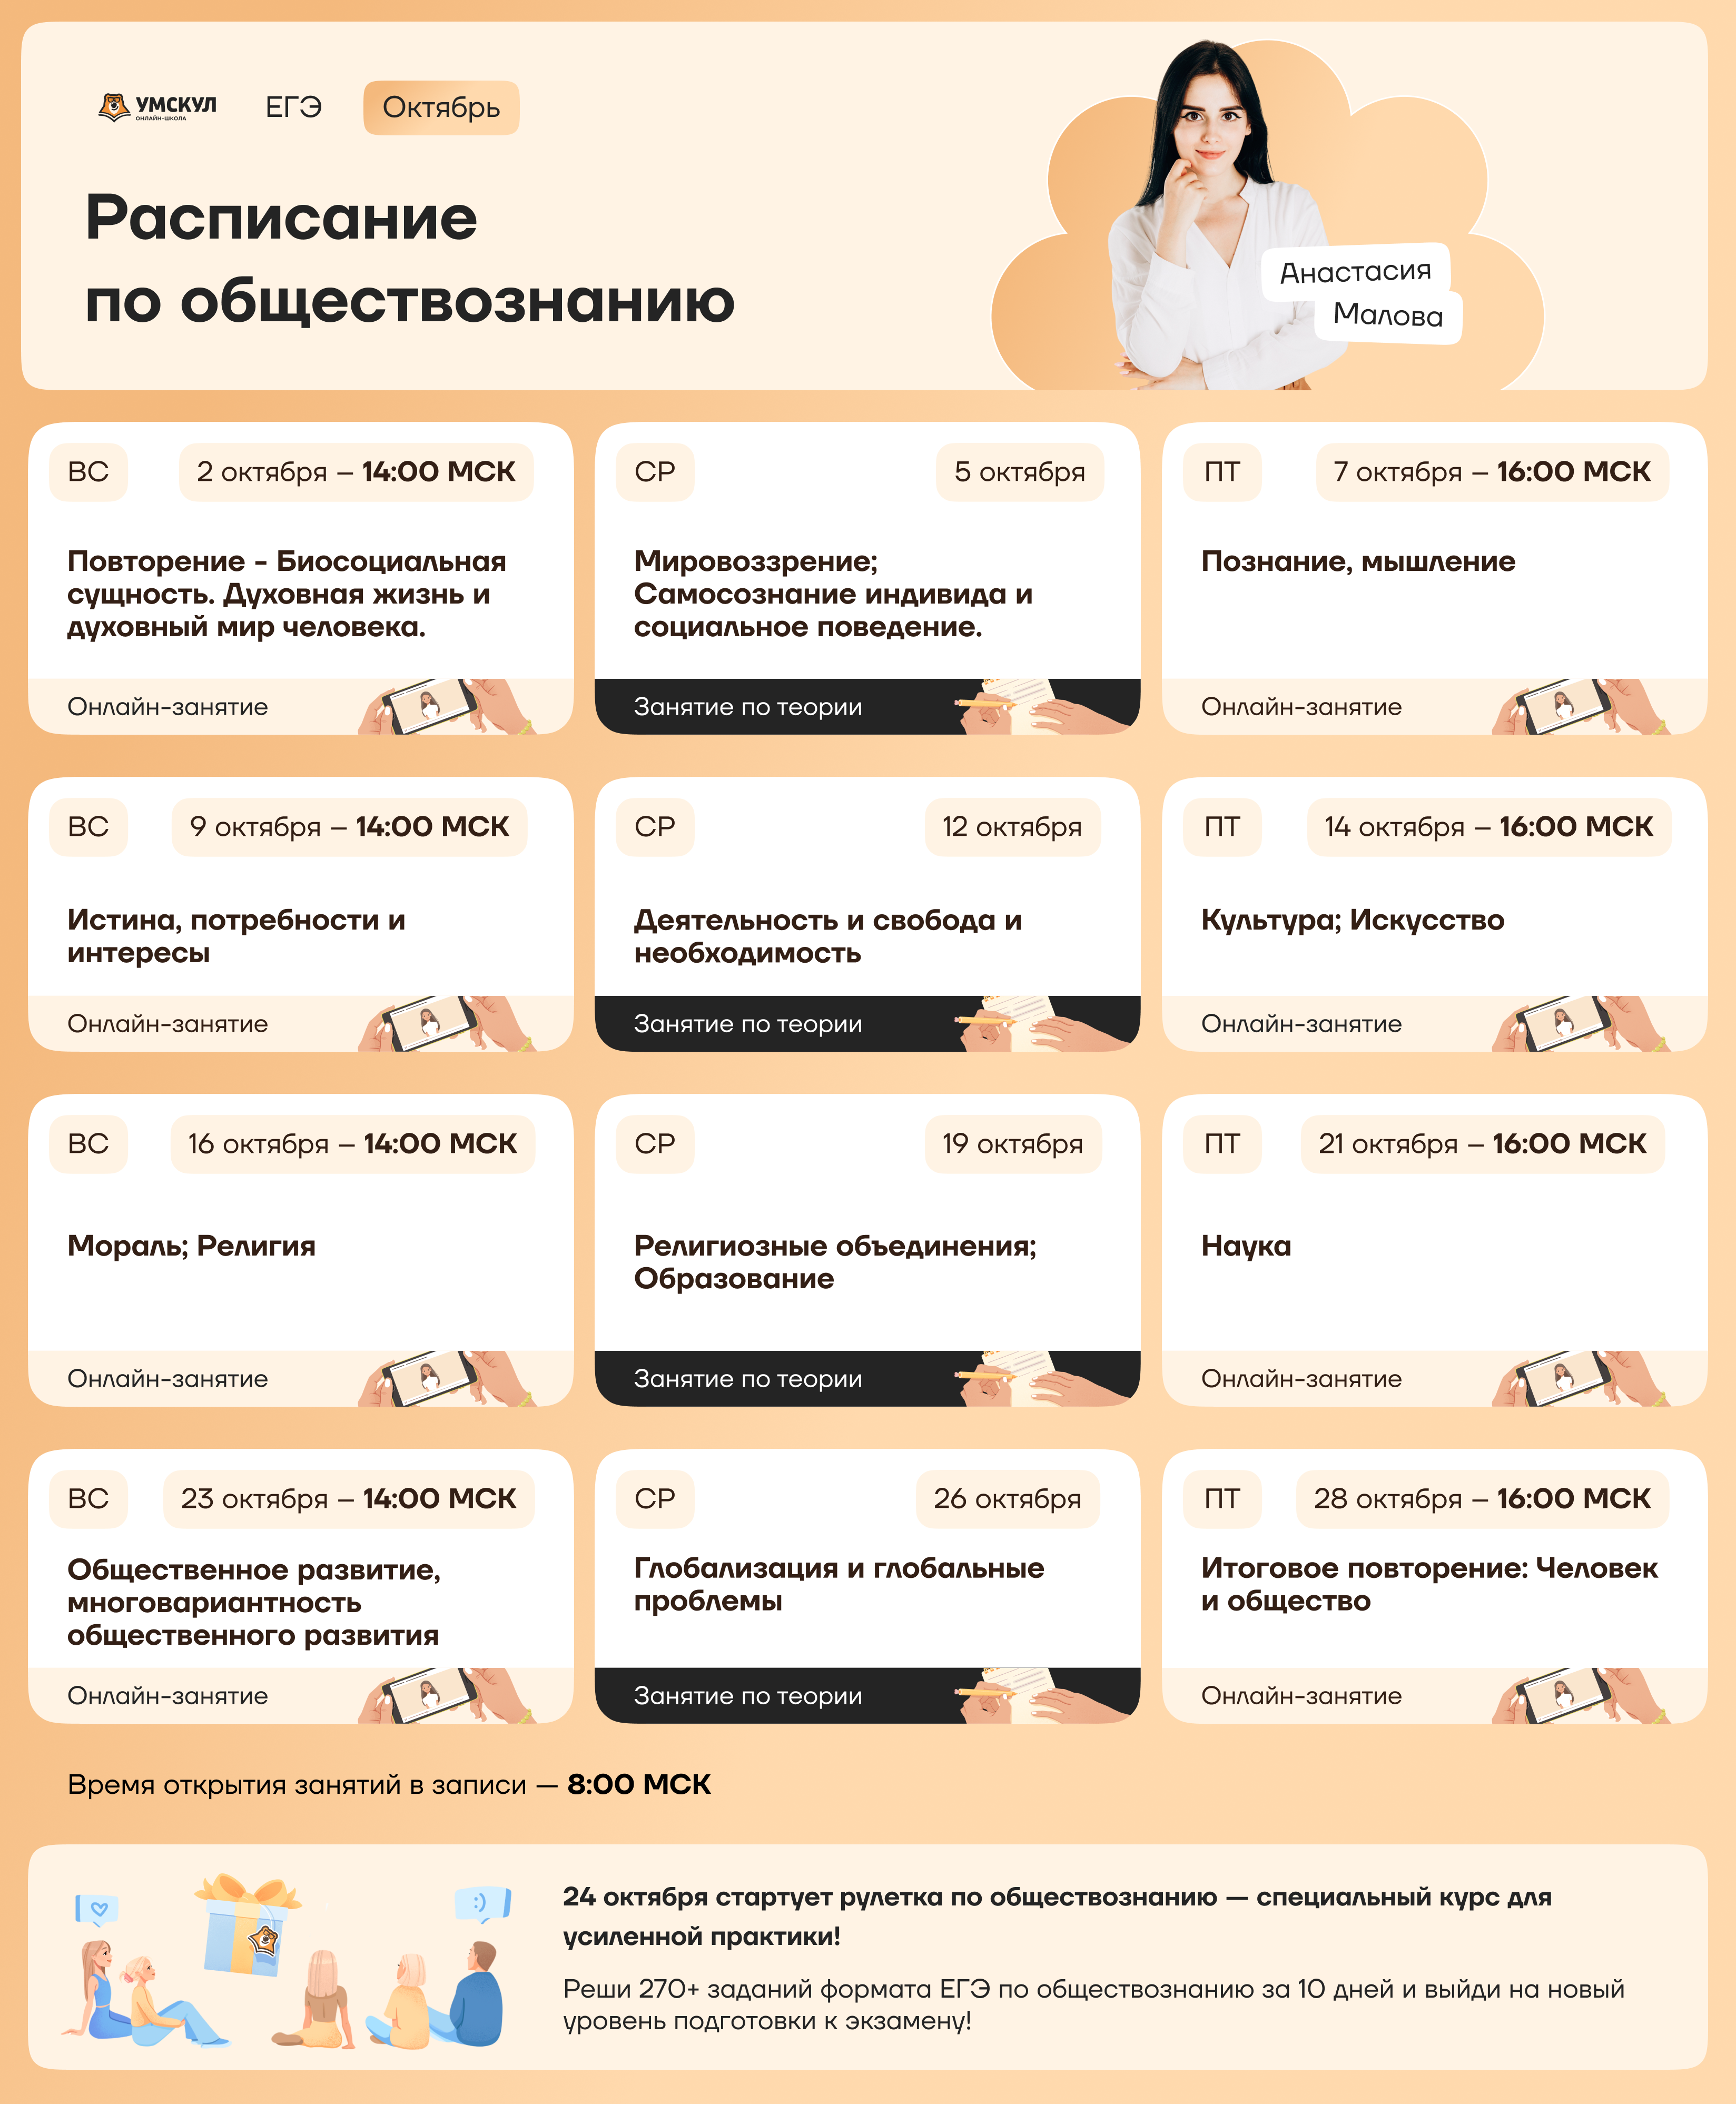 УМСКУЛ
ОНЛАЙН-ШКОЛА
ЕГЭ
Октябрь
Расписание
по обществознанию
Анастасия
Малова
ВС
2 октября – 14:00 МСК
Повторение - Биосоциальная
сущность. Духовная жизнь и
духовный мир человека.
Онлайн-занятие
СР
5 октября
Мировоззрение;
Самосознание индивида и
социальное поведение.
Занятие по теории
ПТ
7 октября – 16:00 МСК
Познание, мышление
Онлайн-занятие
ВС
9 октября – 14:00 МСК
Истина, потребности и
интересы
Онлайн-занятие
СР
12 октября
Деятельность и свобода и
необходимость
Занятие по теории
ПТ
14 октября – 16:00 МСК
Культура; Искусство
Онлайн-занятие
ВС
16 октября – 14:00 МСК
Мораль; Религия
Онлайн-занятие
СР
19 октября
Религиозные объединения;
Образование
Занятие по теории
ПТ
21 октября – 16:00 МСК
Наука
Онлайн-занятие
ВС
23 октября – 14:00 МСК
Общественное развитие,
многовариантность
общественного развития
Онлайн-занятие
СР
26 октября
Глобализация и глобальные
проблемы
Занятие по теории
ПТ
28 октября – 16:00 МСК
Итоговое повторение: Человек
и общество
Онлайн-занятие
Время открытия занятий в записи — 8:00 МСК
:)
24 октября стартует рулетка по обществознанию — специальный курс для
усиленной практики!
Реши 270+ заданий формата ЕГЭ по обществознанию за 10 дней и выйди на новый
уровень подготовки к экзамену!